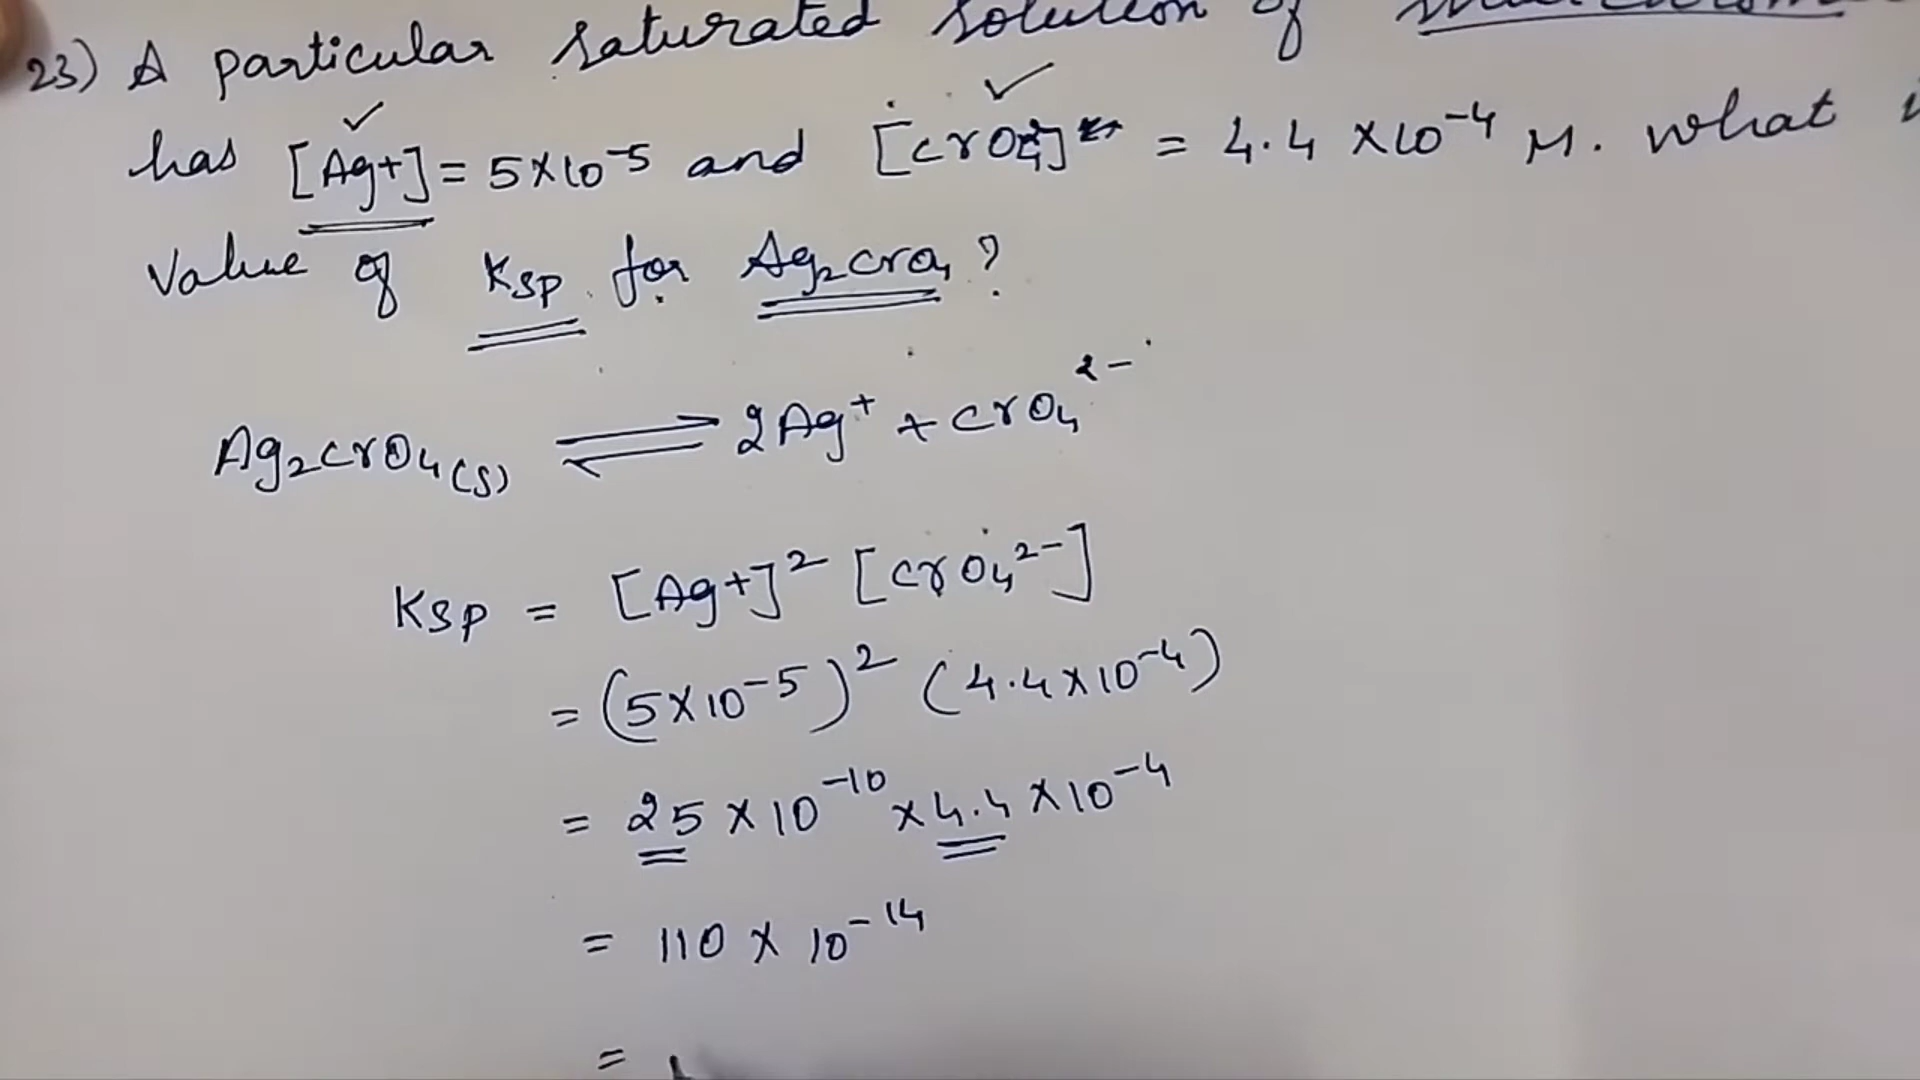 23) A particular saturated solution of
has [Ag+] = 5×10⁻⁵ and [CrO₄] = 4.4 ×10⁻⁴ M. What
Value of Ksp for Ag₂CrO₄ ?
Ag₂CrO₄(s) ⇌ 2Ag⁺ + CrO₄²⁻
Ksp = [Ag+]² [CrO₄²⁻]
= (5×10⁻⁵)² (4.4×10⁻⁴)
= 25 × 10⁻¹⁰ × 4.4 × 10⁻⁴
= 110 × 10⁻¹⁴
=